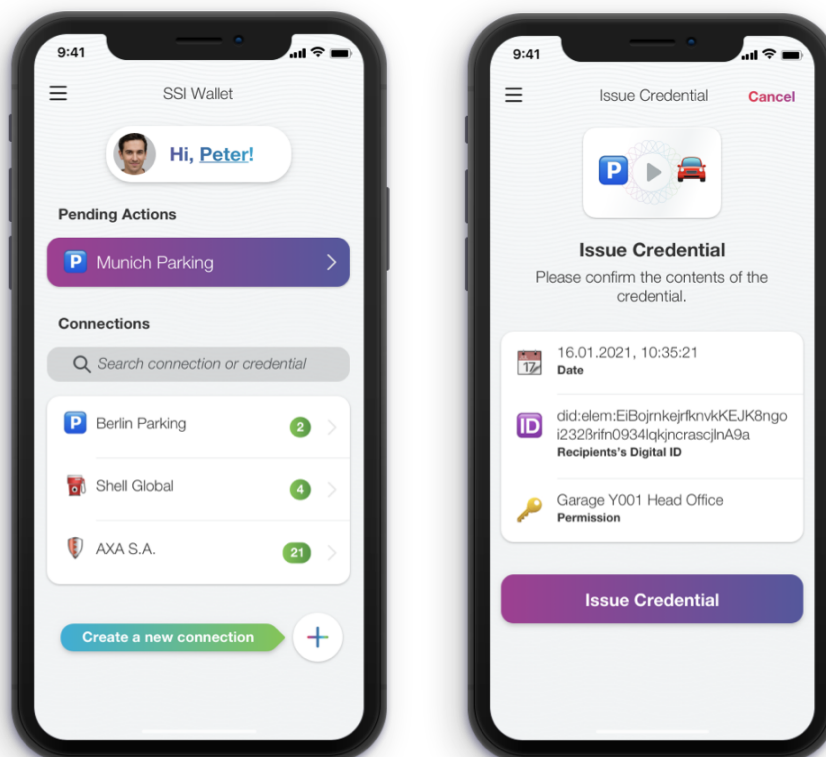 9:41
SSI Wallet
Hi, Peter!
Pending Actions
P Munich Parking
Connections
Search connection or credential
P Berlin Parking 2
Shell Global 4
AXA S.A. 21
Create a new connection
9:41
Issue Credential Cancel
P
Issue Credential
Please confirm the contents of the
credential.
17
16.01.2021, 10:35:21
Date
ID
did:elem:EiBojrnkejrfknvkKEJK8ngo
i232ßrifn0934lqkjncrascjlnA9a
Recipients's Digital ID
Garage Y001 Head Office
Permission
Issue Credential